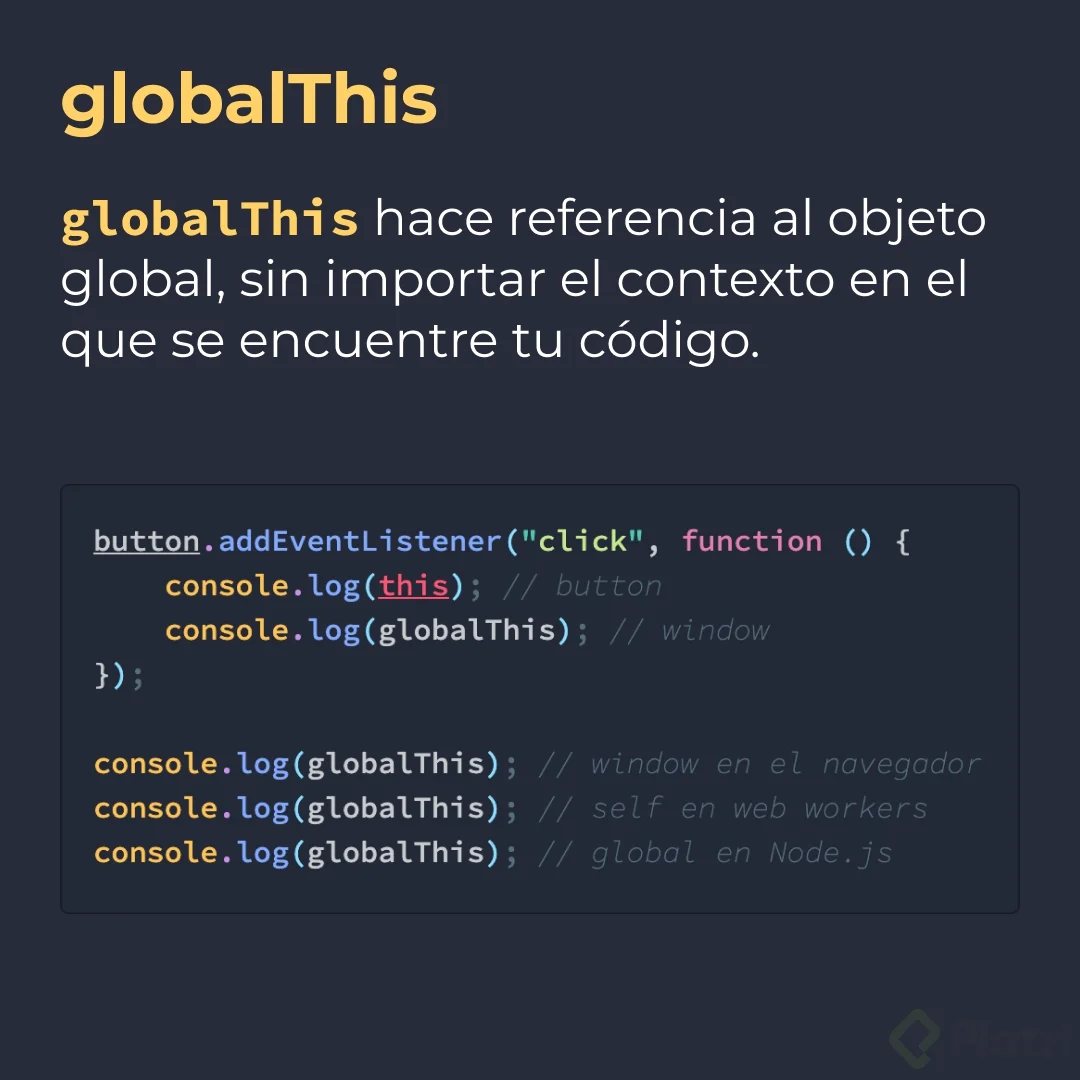 globalThis
globalThis hace referencia al objeto
global, sin importar el contexto en el
que se encuentre tu código.
button.addEventListener("click", function () {
    console.log(this); // button
    console.log(globalThis); // window
});
console.log(globalThis); // window en el navegador
console.log(globalThis); // self en web workers
console.log(globalThis); // global en Node.js
Platzi